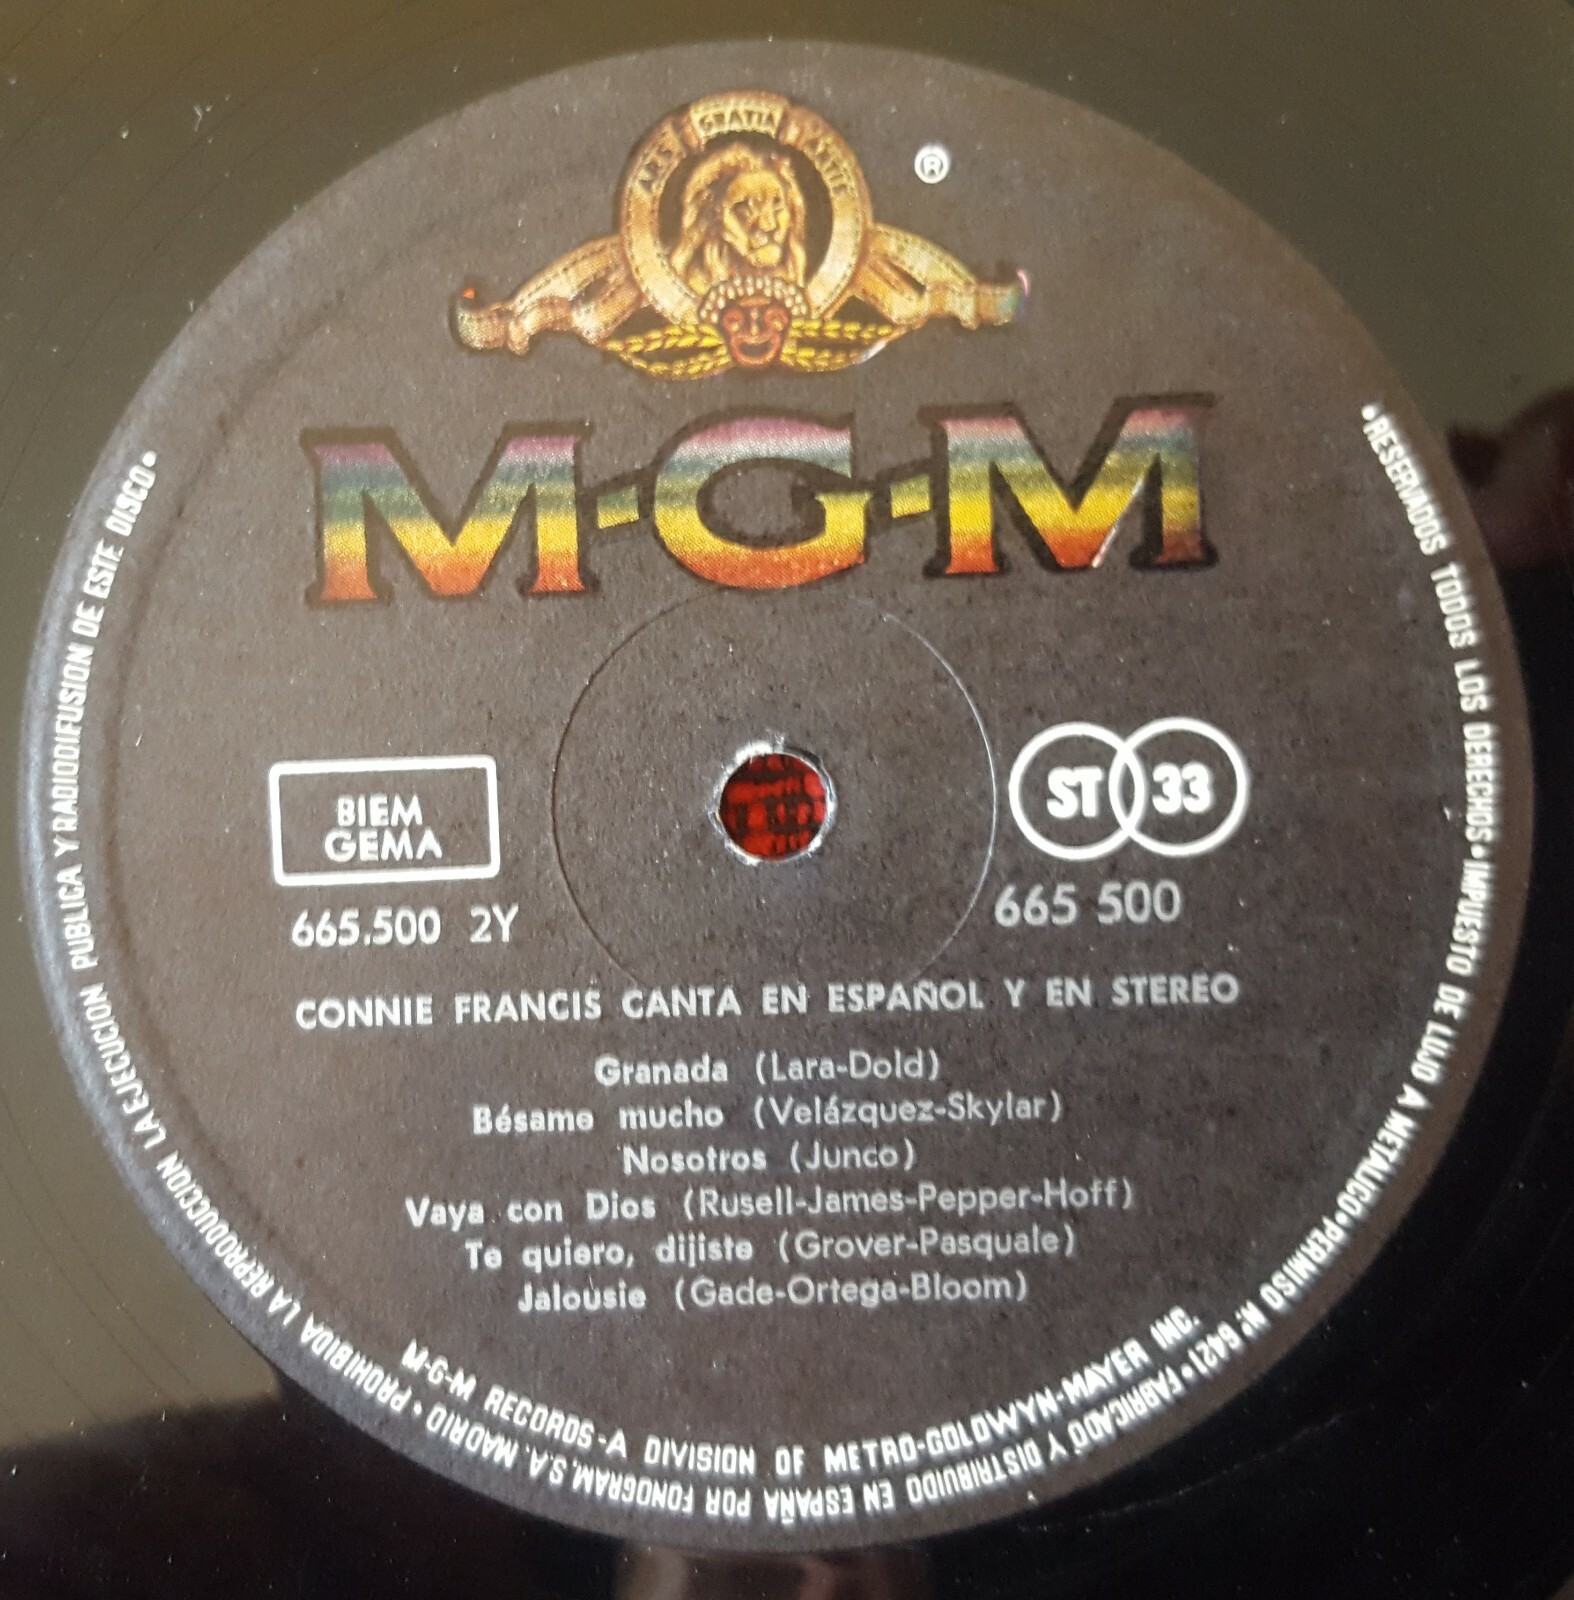 ARS GRATIA ARTIS
®
M-G-M
BIEM
GEMA
ST 33
665.500 2Y
665 500
CONNIE FRANCIS CANTA EN ESPAÑOL Y EN STEREO
Granada (Lara-Dold)
Bésame mucho (Velázquez-Skylar)
Nosotros (Junco)
Vaya con Dios (Rusell-James-Pepper-Hoff)
Te quiero, dijiste (Grover-Pasquale)
Jalousie (Gade-Ortega-Bloom)
M-G-M RECORDS-A DIVISION OF METRO-GOLDWYN-MAYER INC.
•RESERVADOS TODOS LOS DERECHOS•IMPUESTO DE LUJO A METALICO•PERMISO N.º 6421•FABRICADO Y DISTRIBUIDO EN ESPAÑA POR FONOGRAM, S.A. MADRID • PROHIBIDA LA REPRODUCCION LA EJECUCION PUBLICA Y RADIODIFUSION DE ESTE DISCO•